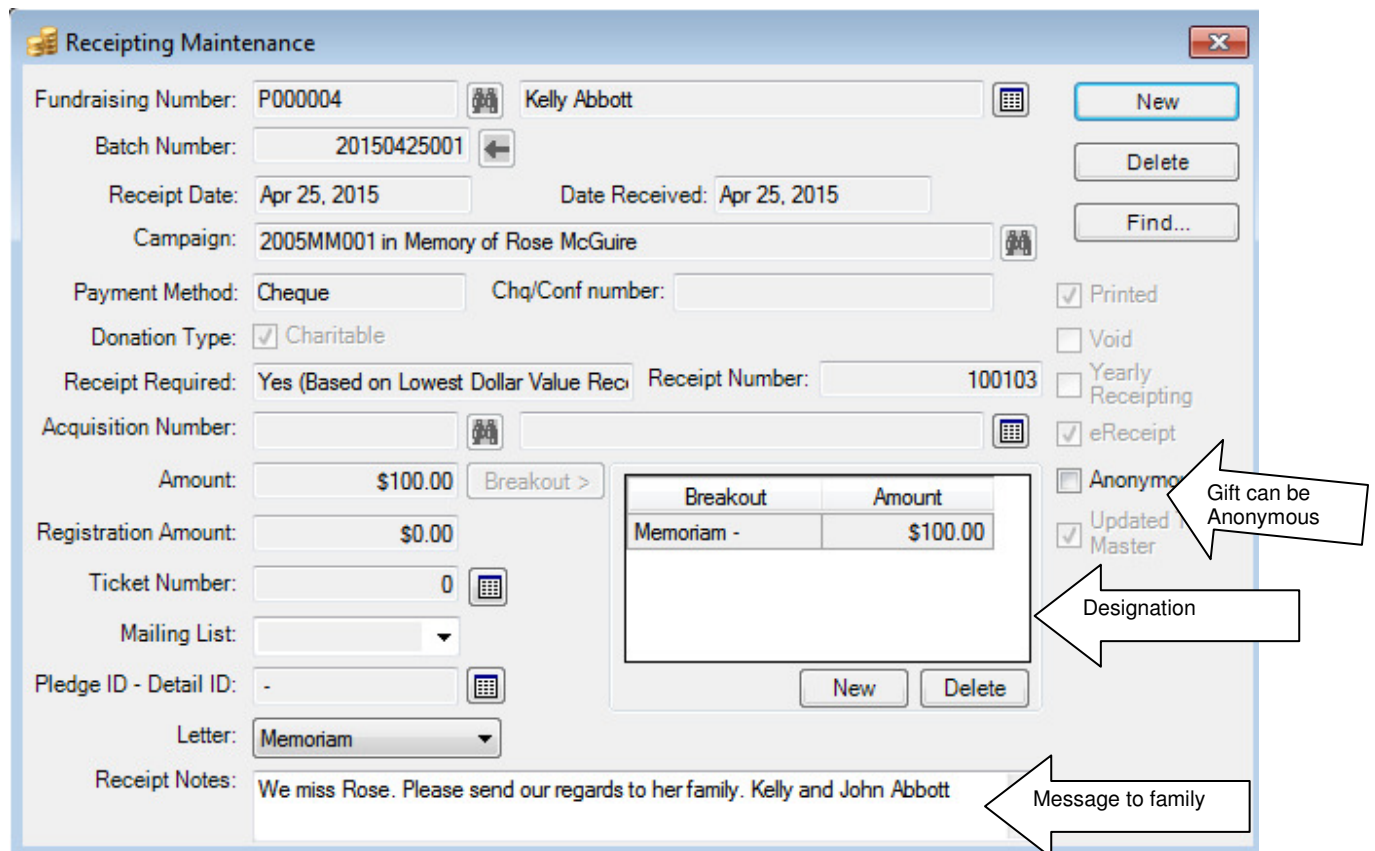 Receipting Maintenance
Fundraising Number: P000004 Kelly Abbott New
Batch Number: 20150425001 Delete
Receipt Date: Apr 25, 2015 Date Received: Apr 25, 2015
Find...
Campaign: 2005MM001 in Memory of Rose McGuire
Payment Method: Cheque Chq/Conf number: Printed
Donation Type: Charitable Void
Receipt Required: Yes (Based on Lowest Dollar Value Rec Receipt Number: 100103 Yearly
Receipting
Acquisition Number: eReceipt
Amount: $100.00 Breakout > Breakout Amount Anonymo Gift can be
Anonymous
Registration Amount: $0.00 Memoriam - $100.00 Updated
Master
Ticket Number: 0
Designation
Mailing List:
Pledge ID - Detail ID: - New Delete
Letter: Memoriam
Receipt Notes: We miss Rose. Please send our regards to her family. Kelly and John Abbott Message to family